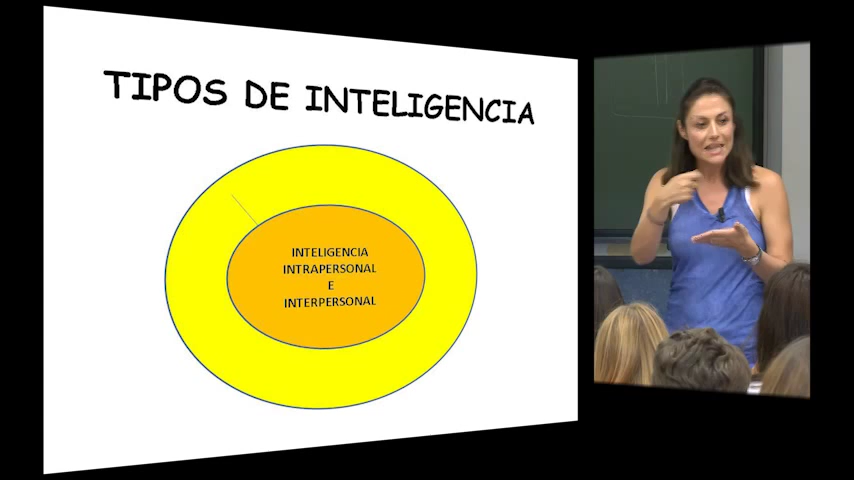 TIPOS DE INTELIGENCIA
INTELIGENCIA
INTRAPERSONAL
E
INTERPERSONAL